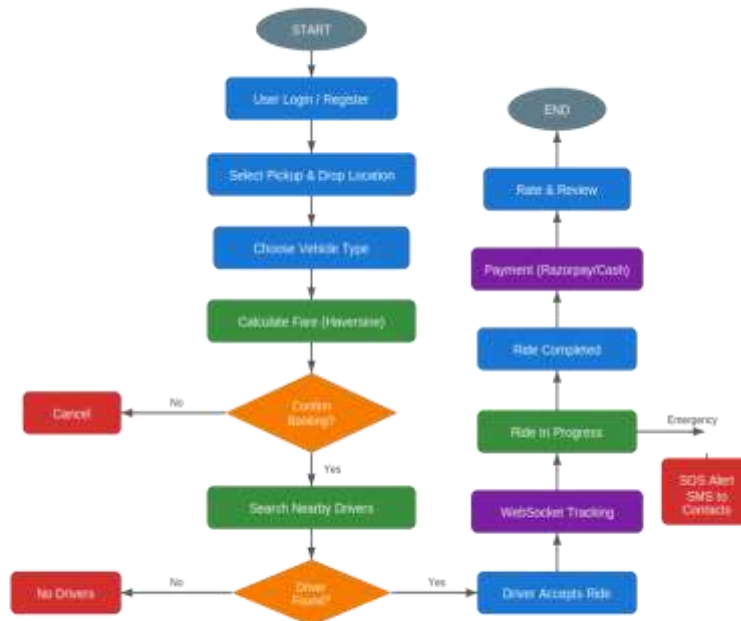 START
User Login / Register
Select Pickup & Drop Location
Choose Vehicle Type
Calculate Fare (Haversine)
Confirm
Booking?
No
Cancel
Yes
Search Nearby Drivers
Driver
Found?
No
No Drivers
Yes
Driver Accepts Ride
WebSocket Tracking
Ride In Progress
Emergency
SOS Alert
SMS to
Contacts
Ride Completed
Payment (Razorpay/Cash)
Rate & Review
END